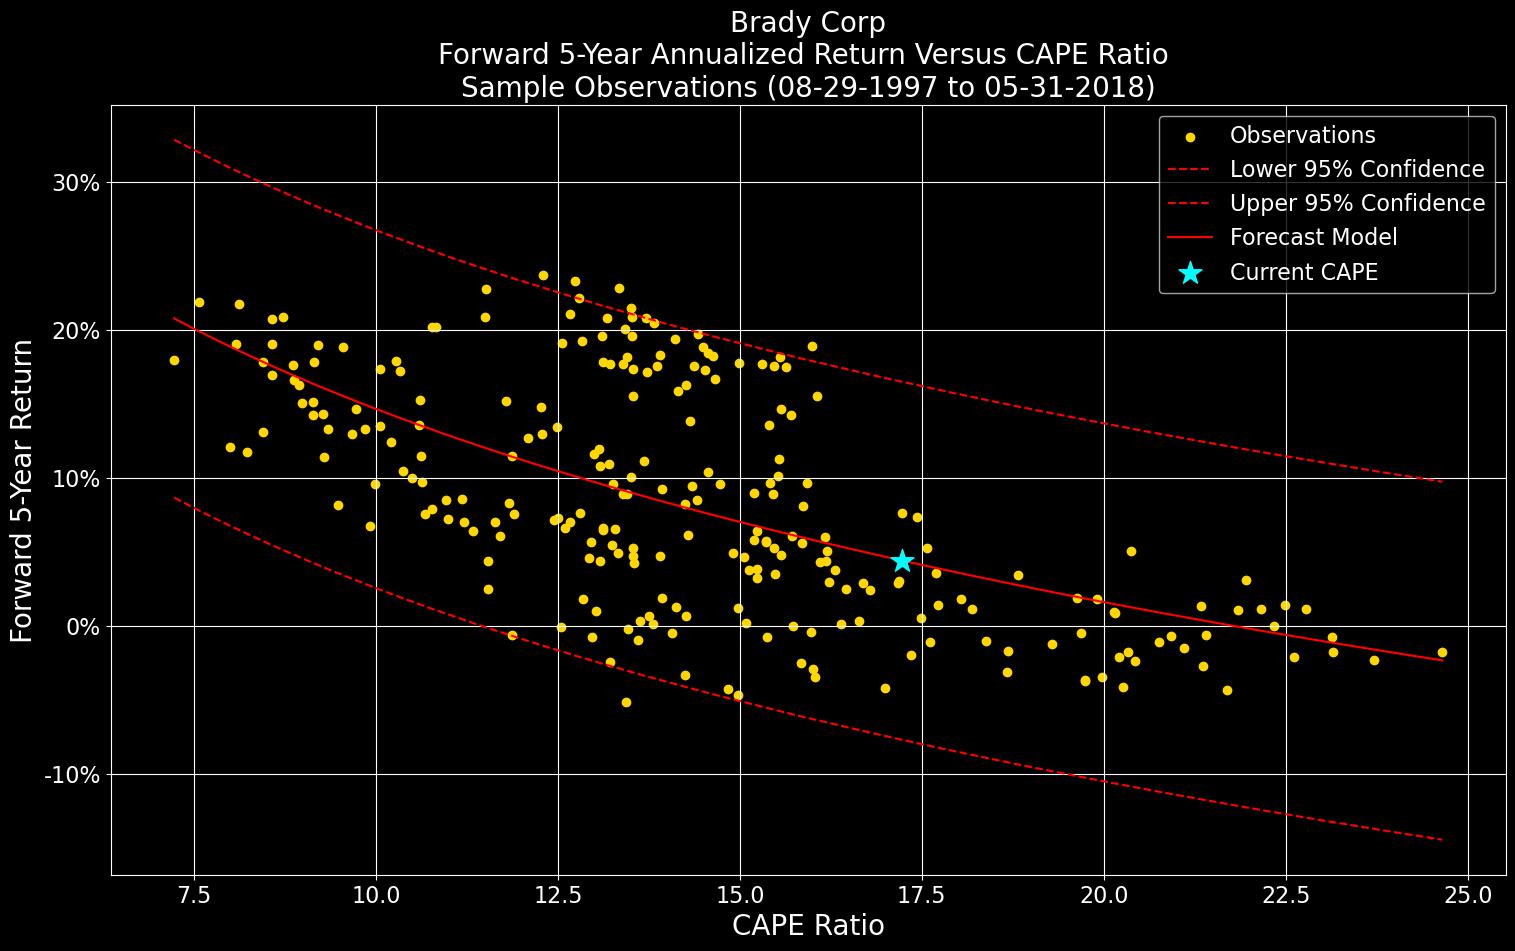 Brady Corp
Forward 5-Year Annualized Return Versus CAPE Ratio
Sample Observations (08-29-1997 to 05-31-2018)
Observations
Lower 95% Confidence
Upper 95% Confidence
Forecast Model
Current CAPE
Forward 5-Year Return
30%
20%
10%
0%
-10%
7.5 10.0 12.5 15.0 17.5 20.0 22.5 25.0
CAPE Ratio